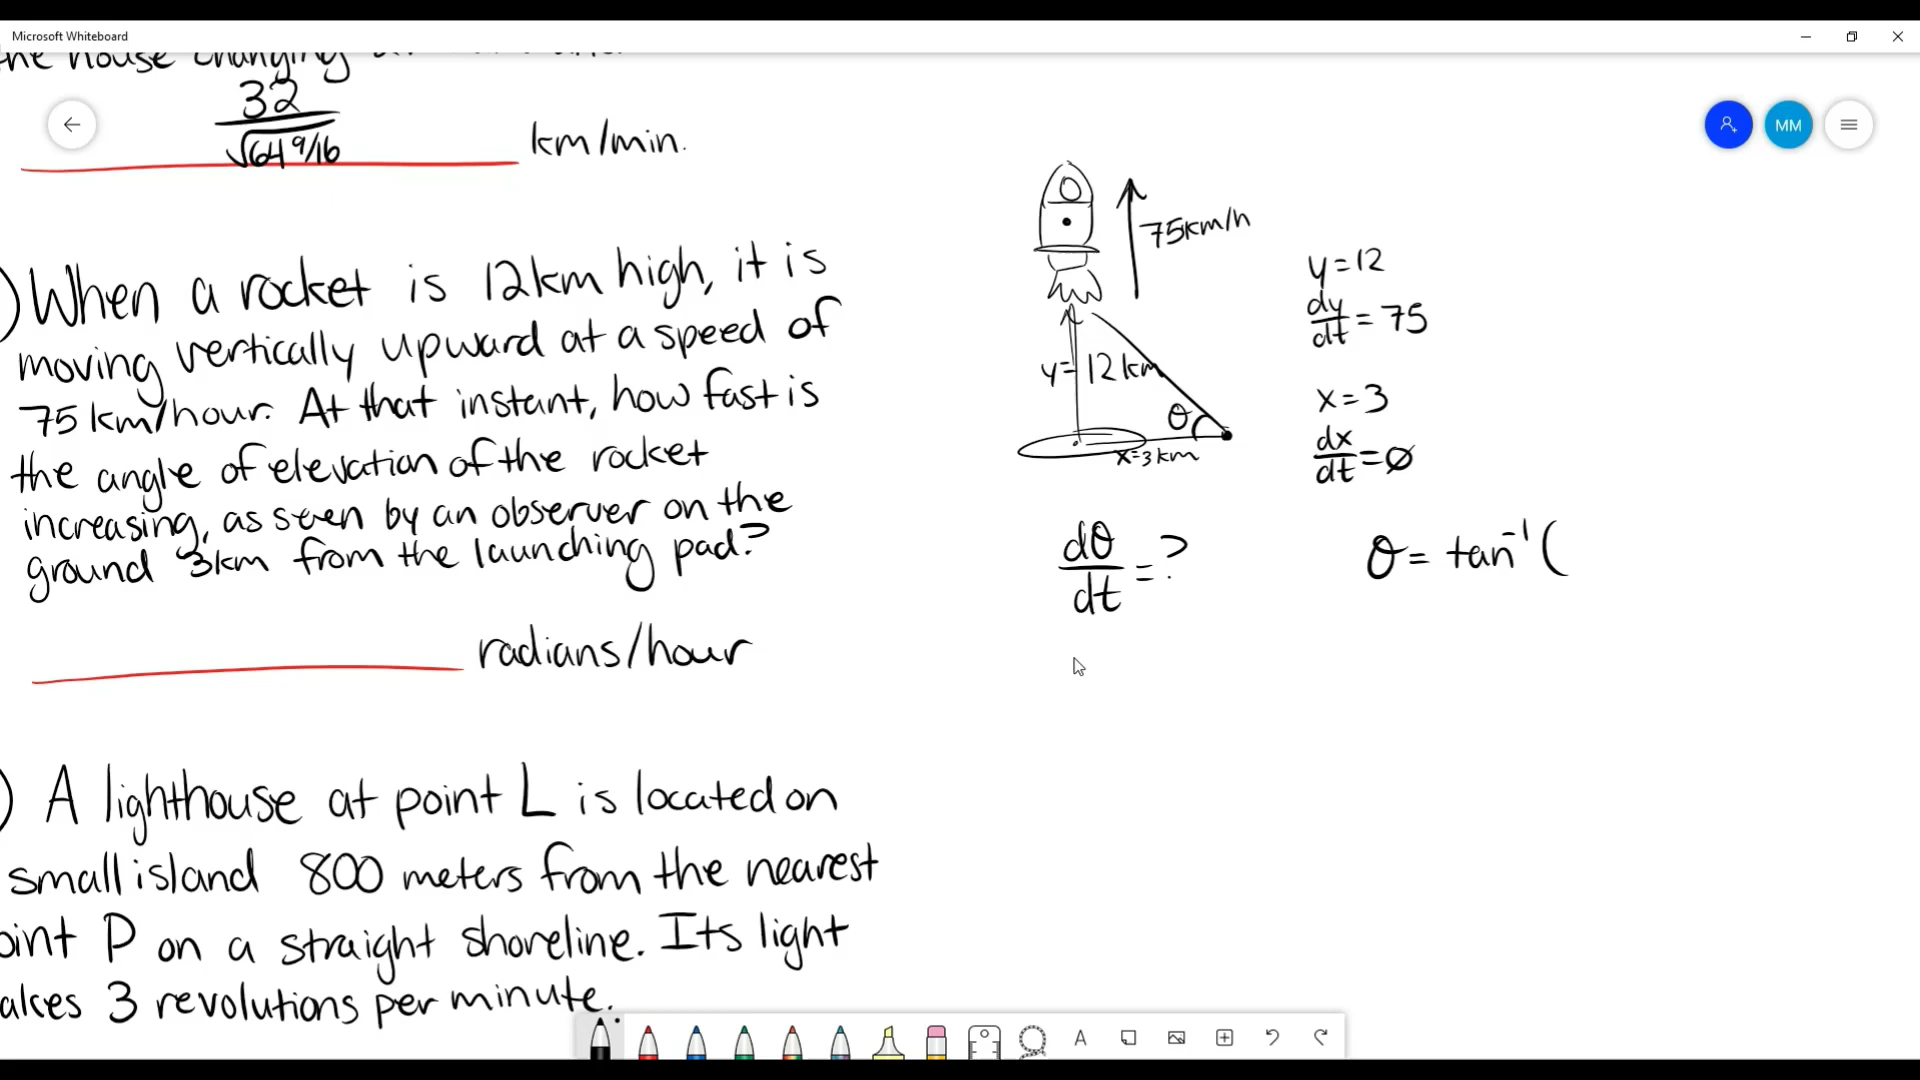 Microsoft Whiteboard
the house changing
32
√64 9/16
km/min.
MM
) When a rocket is 12km high, it is
moving vertically upward at a speed of
75 km/hour. At that instant, how fast is
the angle of elevation of the rocket
increasing, as seen by an observer on the
ground 3km from the launching pad?
radians/hour
75km/h
y=12km
θ
x=3km
y=12
dy/dt=75
x=3
dx/dt=∅
dθ/dt=?
θ= tan⁻¹(
) A lighthouse at point L is located on
small island 800 meters from the nearest
oint P on a straight shoreline. Its light
akes 3 revolutions per minute.
A